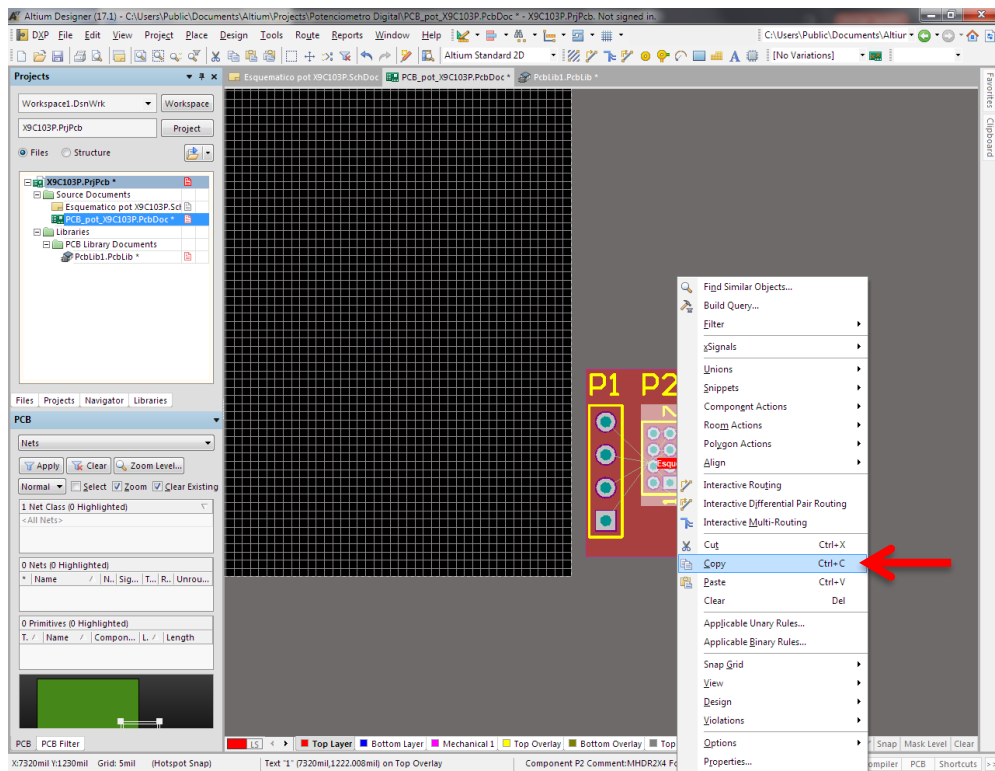 Altium Designer (17.1) - C:\Users\Public\Documents\Altium\Projects\Potenciometro Digital\PCB_pot_X9C103P.PcbDoc * - X9C103P.PrjPcb. Not signed in.
DXP File Edit View Project Place Design Tools Route Reports Window Help C:\Users\Public\Documents\Altiur
Altium Standard 2D [No Variations]
Projects
Esquematico pot X9C103P.SchDoc PCB_pot_X9C103P.PcbDoc * PcbLib1.PcbLib *
Favorites
Clipboard
Workspace1.DsnWrk Workspace
X9C103P.PrjPcb Project
Files Structure
X9C103P.PrjPcb *
Source Documents
Esquematico pot X9C103P.Scl
PCB_pot_X9C103P.PcbDoc *
Libraries
PCB Library Documents
PcbLib1.PcbLib *
Files Projects Navigator Libraries
PCB
Nets
Apply Clear Zoom Level...
Normal Select Zoom Clear Existing
1 Net Class (0 Highlighted)
<All Nets>
0 Nets (0 Highlighted)
* Name / N.. Sig... T... R.. Unrou...
0 Primitives (0 Highlighted)
T. / Name / Compon... L. / Length
PCB PCB Filter
P1 P2
2
Esqu
1
Find Similar Objects...
Build Query...
Filter
xSignals
Unions
Snippets
Component Actions
Room Actions
Polygon Actions
Align
Interactive Routing
Interactive Differential Pair Routing
Interactive Multi-Routing
Cut Ctrl+X
Copy Ctrl+C
Paste Ctrl+V
Clear Del
Applicable Unary Rules...
Applicable Binary Rules...
Snap Grid
View
Design
Violations
Options
Properties...
LS Top Layer Bottom Layer Mechanical 1 Top Overlay Bottom Overlay Top Snap Mask Level Clear
X:7320mil Y:1230mil Grid: 5mil (Hotspot Snap) Text "1" (7320mil,1222.008mil) on Top Overlay Component P2 Comment:MHDR2X4 Fo ompiler PCB Shortcuts >>